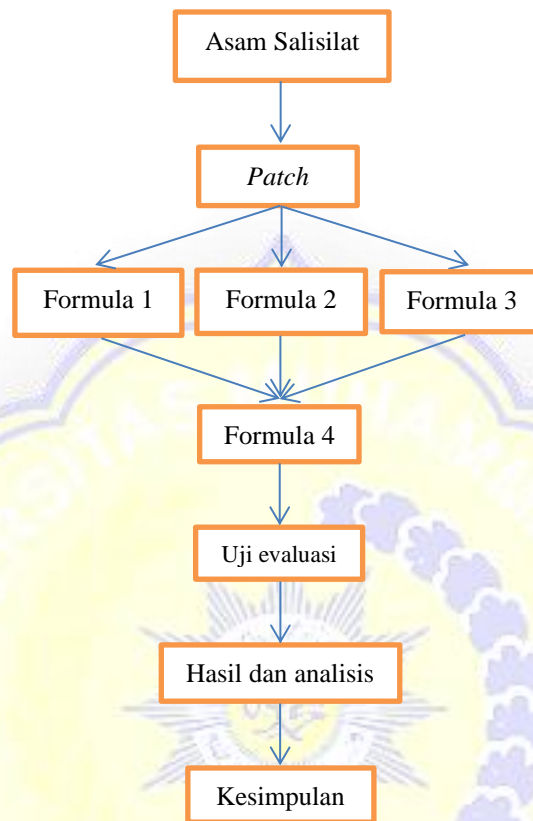 Asam Salisilat
Patch
Formula 1
Formula 2
Formula 3
Formula 4
Uji evaluasi
Hasil dan analisis
Kesimpulan